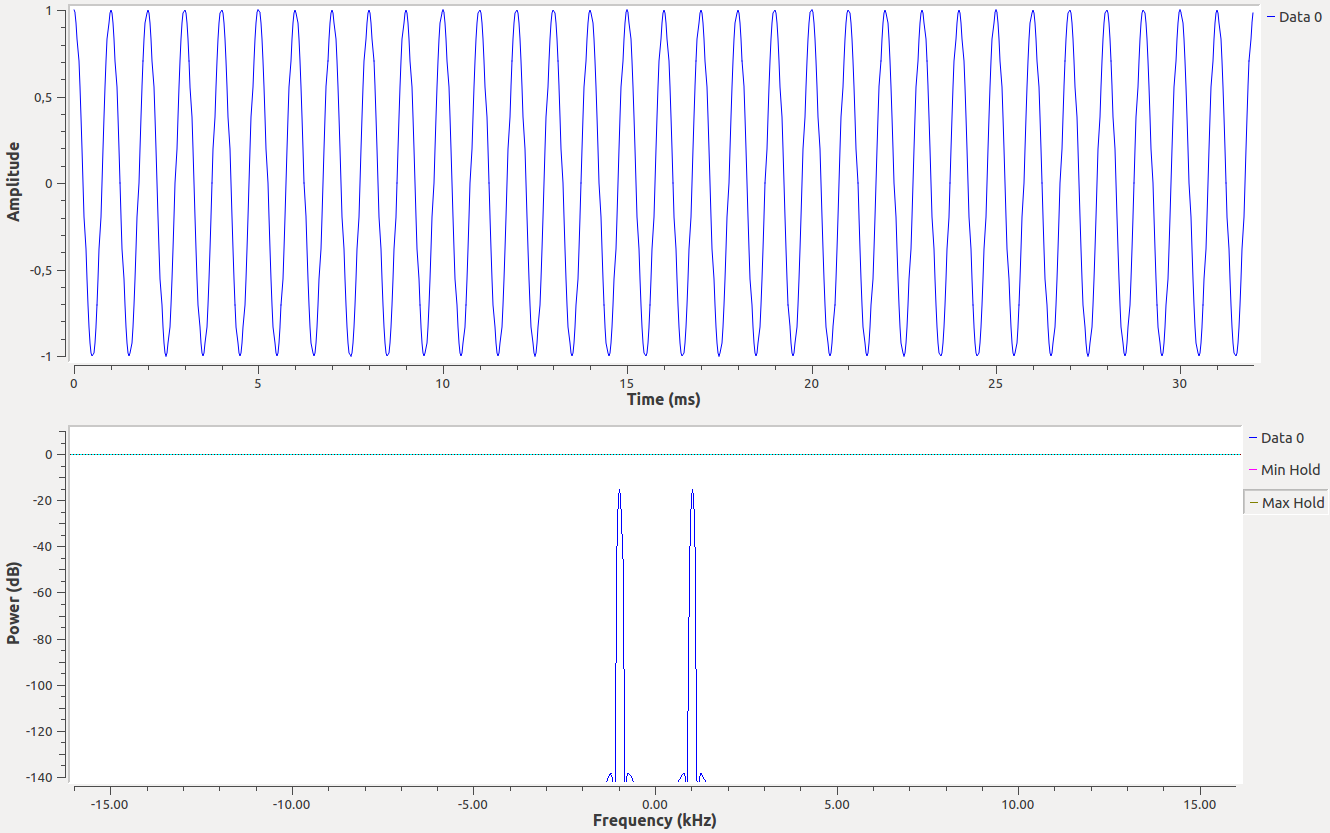 1
0,5
0
-0,5
-1
Amplitude
0 5 10 15 20 25 30
Time (ms)
Data 0
0
-20
-40
-60
-80
-100
-120
-140
Power (dB)
-15.00 -10.00 -5.00 0.00 5.00 10.00 15.00
Frequency (kHz)
Data 0
Min Hold
Max Hold